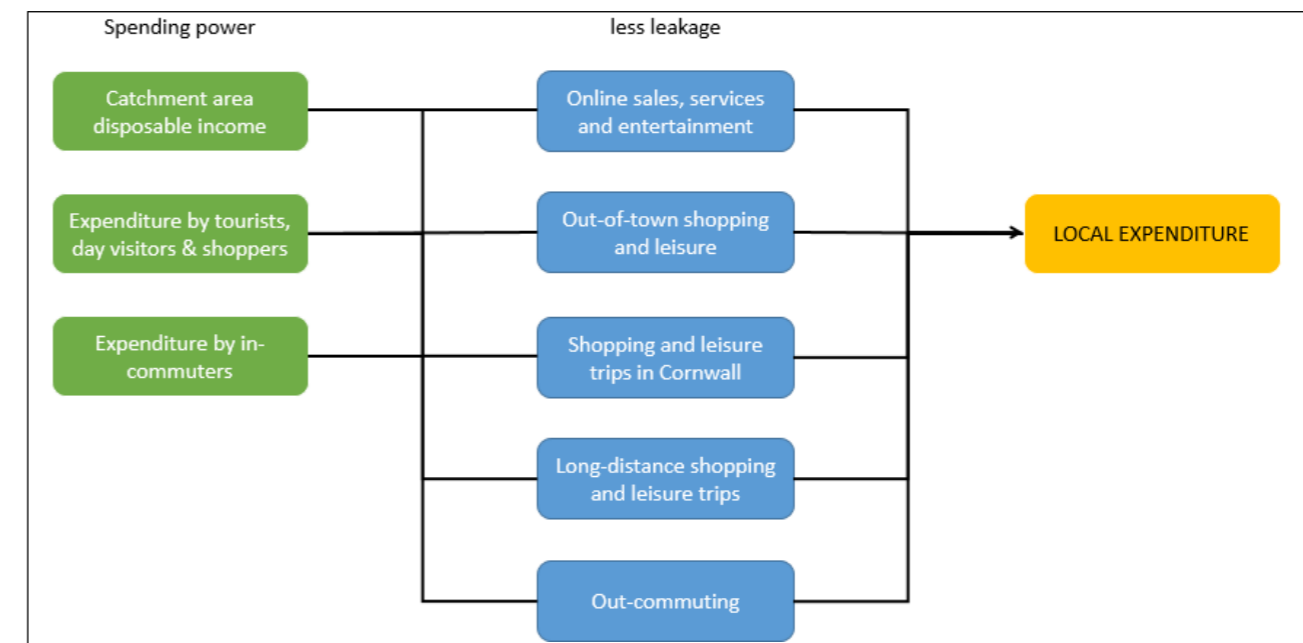 Spending power
less leakage
Catchment area
disposable income
Online sales, services
and entertainment
Expenditure by tourists,
day visitors & shoppers
Out-of-town shopping
and leisure
LOCAL EXPENDITURE
Expenditure by in-
commuters
Shopping and leisure
trips in Cornwall
Long-distance shopping
and leisure trips
Out-commuting